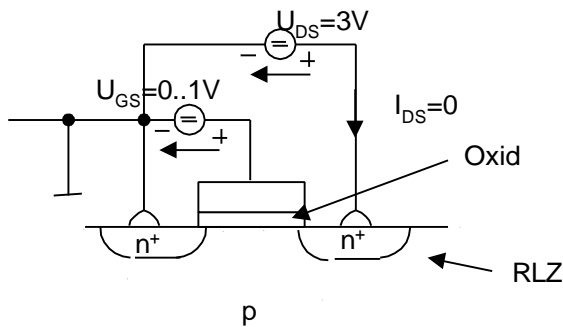 U_DS=3V
− +
U_GS=0..1V
− +
I_DS=0
Oxid
n+ n+
RLZ
p